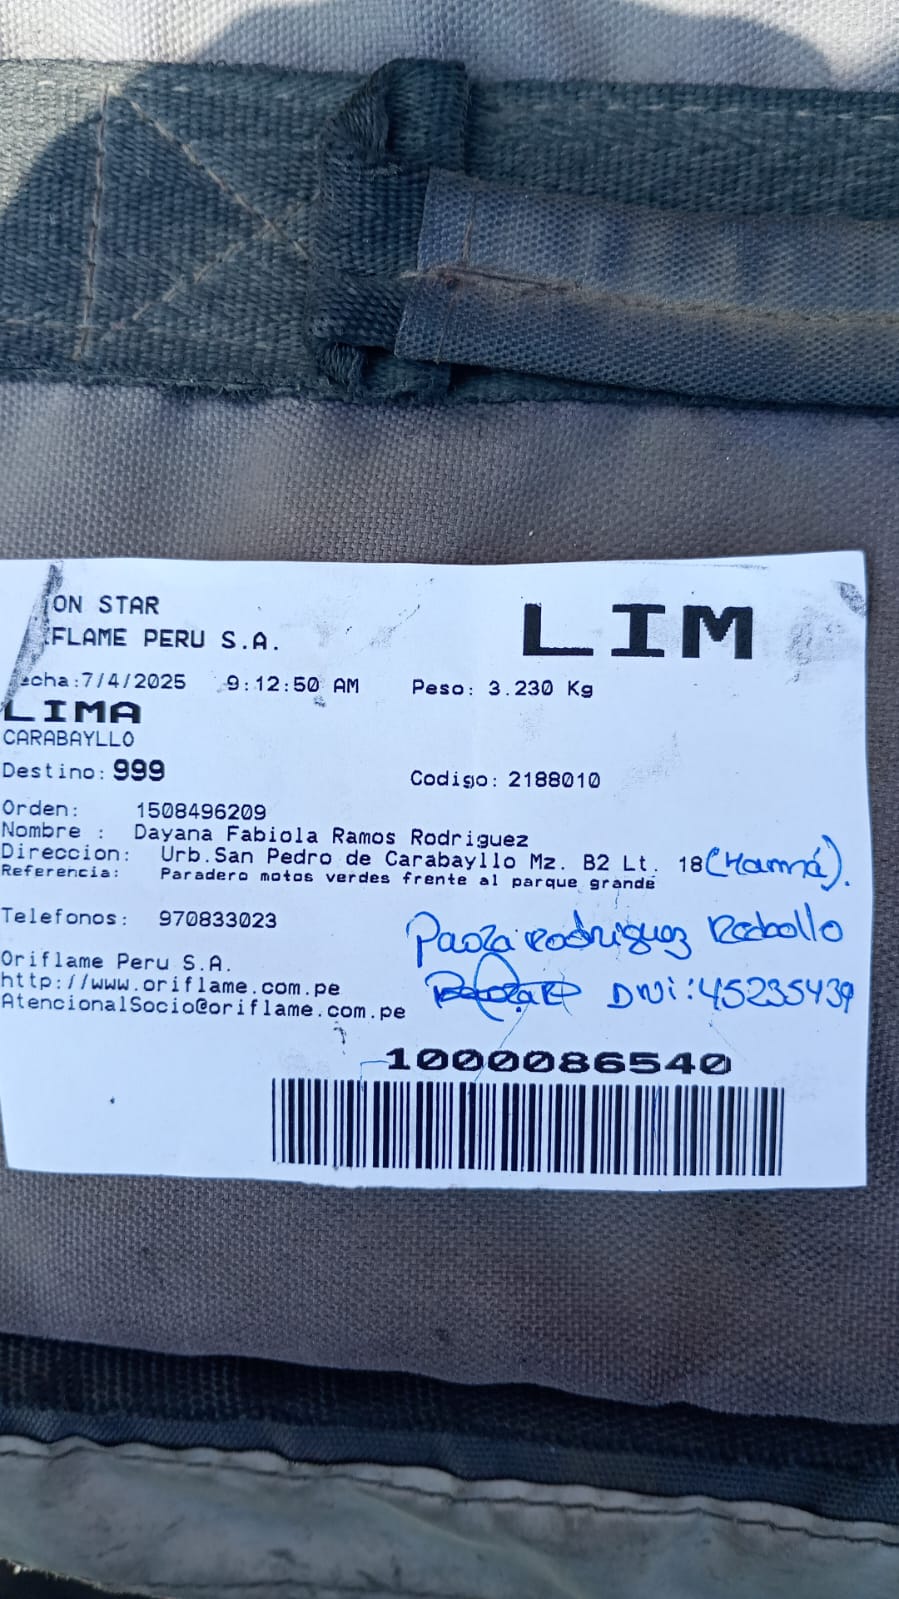 ON STAR
FLAME PERU S.A.
LIM
echa:7/4/2025 9:12:50 AM Peso: 3.230 Kg
LIMA
CARABAYLLO
Destino: 999 Codigo: 2188010
Orden: 1508496209
Nombre : Dayana Fabiola Ramos Rodriguez
Direccion: Urb.San Pedro de Carabayllo Mz. B2 Lt. 18 (Mamá).
Referencia: Paradero motos verdes frente al parque grande
Telefonos: 970833023
Paola Rodriguez Rebollo
DNi: 45235439
Oriflame Peru S.A.
http://www.oriflame.com.pe
AtencionalSocio@oriflame.com.pe
1000086540